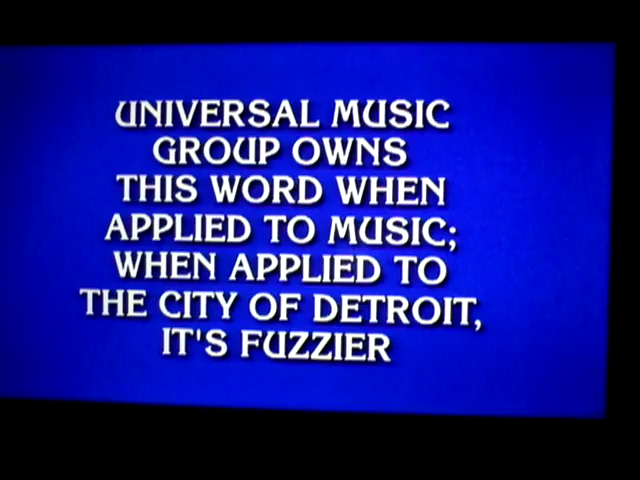 UNIVERSAL MUSIC
GROUP OWNS
THIS WORD WHEN
APPLIED TO MUSIC;
WHEN APPLIED TO
THE CITY OF DETROIT,
IT'S FUZZIER